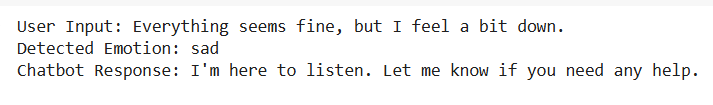 User Input: Everything seems fine, but I feel a bit down.
Detected Emotion: sad
Chatbot Response: I'm here to listen. Let me know if you need any help.